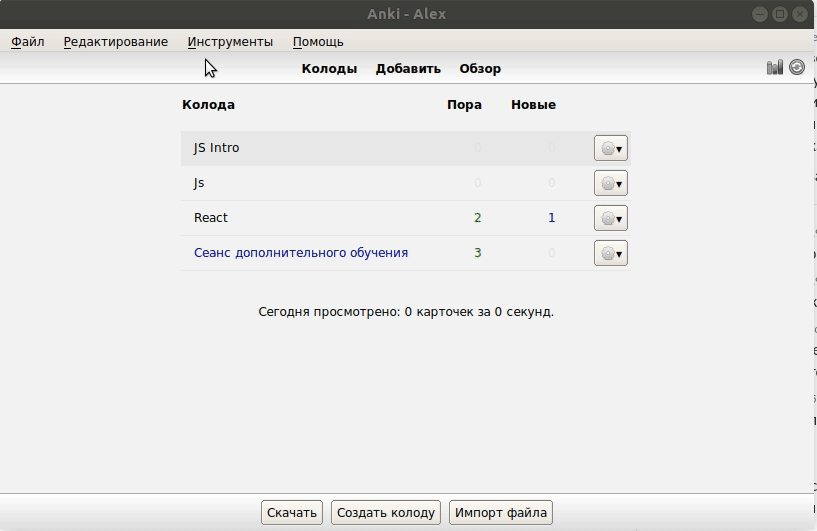 Anki - Alex
Файл Редактирование Инструменты Помощь
Колоды Добавить Обзор
Колода Пора Новые
JS Intro 0 0
Js 0 0
React 2 1
Сеанс дополнительного обучения 3 0
Сегодня просмотрено: 0 карточек за 0 секунд.
Скачать Создать колоду Импорт файла